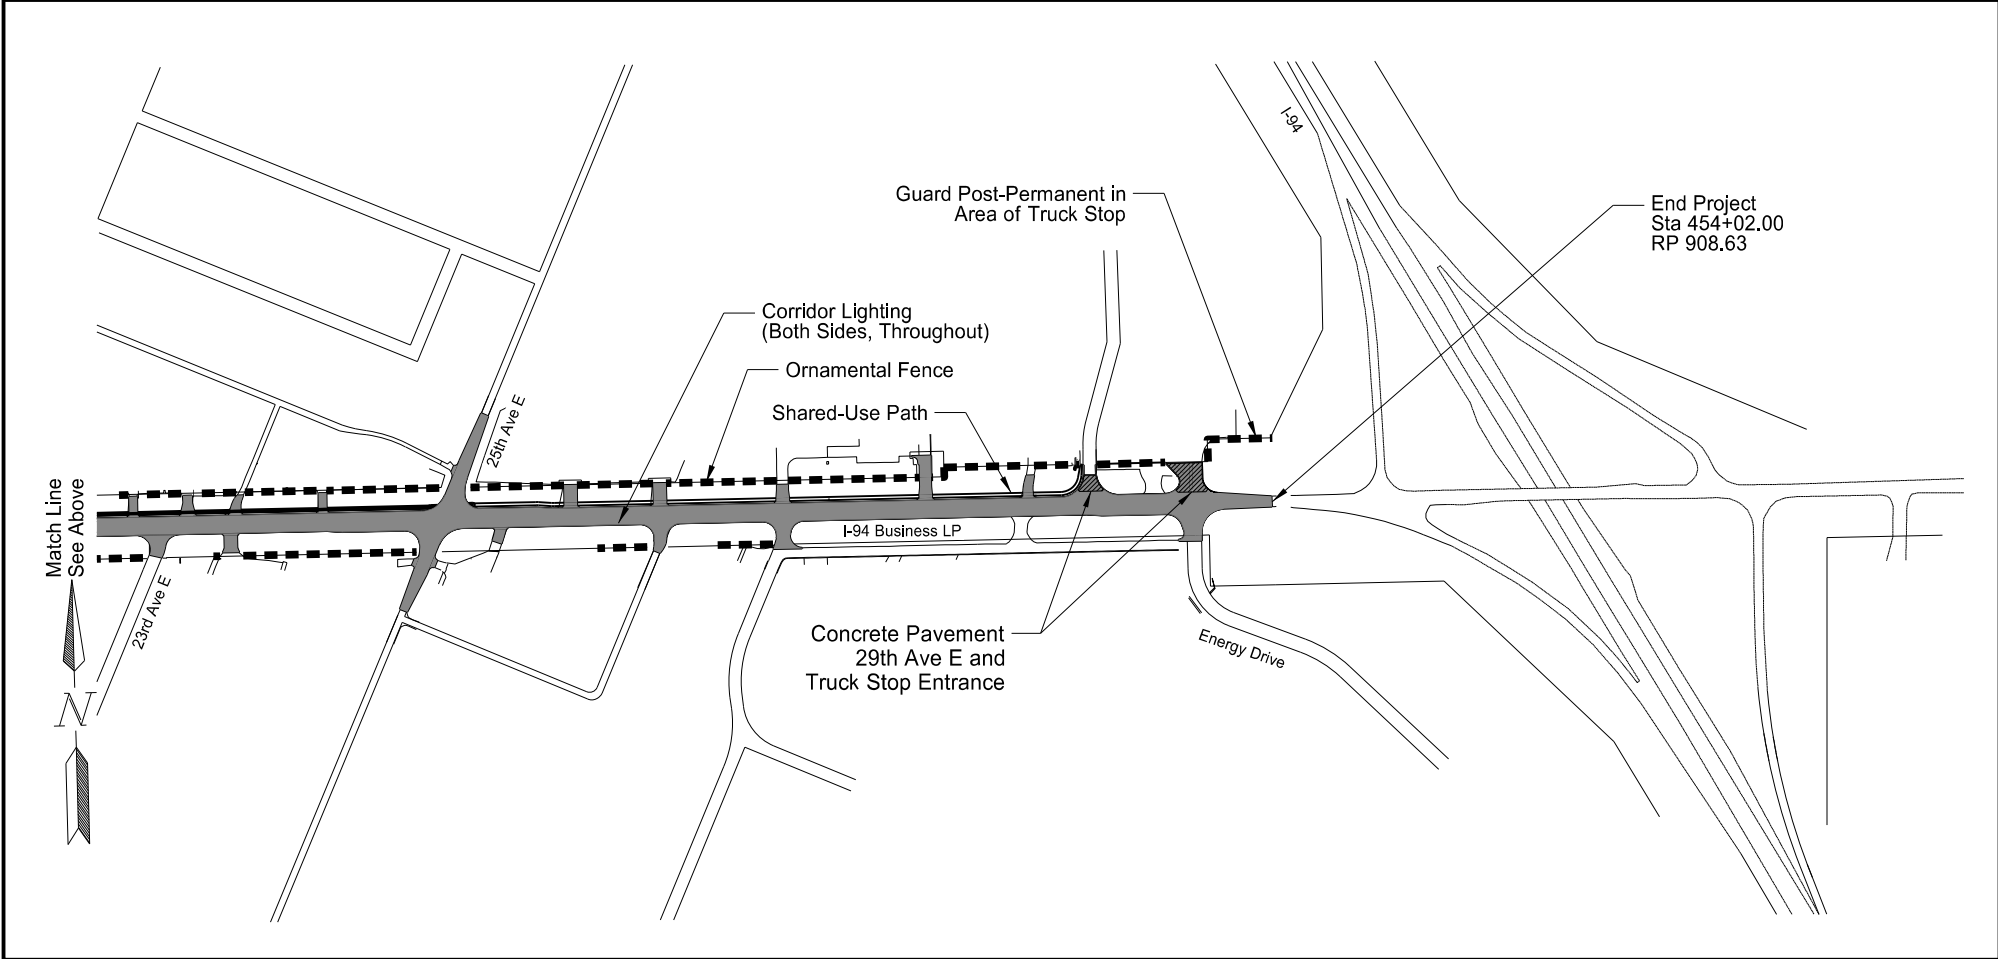 I-94
Guard Post-Permanent in
Area of Truck Stop
End Project
Sta 454+02.00
RP 908.63
Corridor Lighting
(Both Sides, Throughout)
Ornamental Fence
Shared-Use Path
25th Ave E
Match Line
See Above
I-94 Business LP
23rd Ave E
Concrete Pavement
29th Ave E and
Truck Stop Entrance
Energy Drive
N